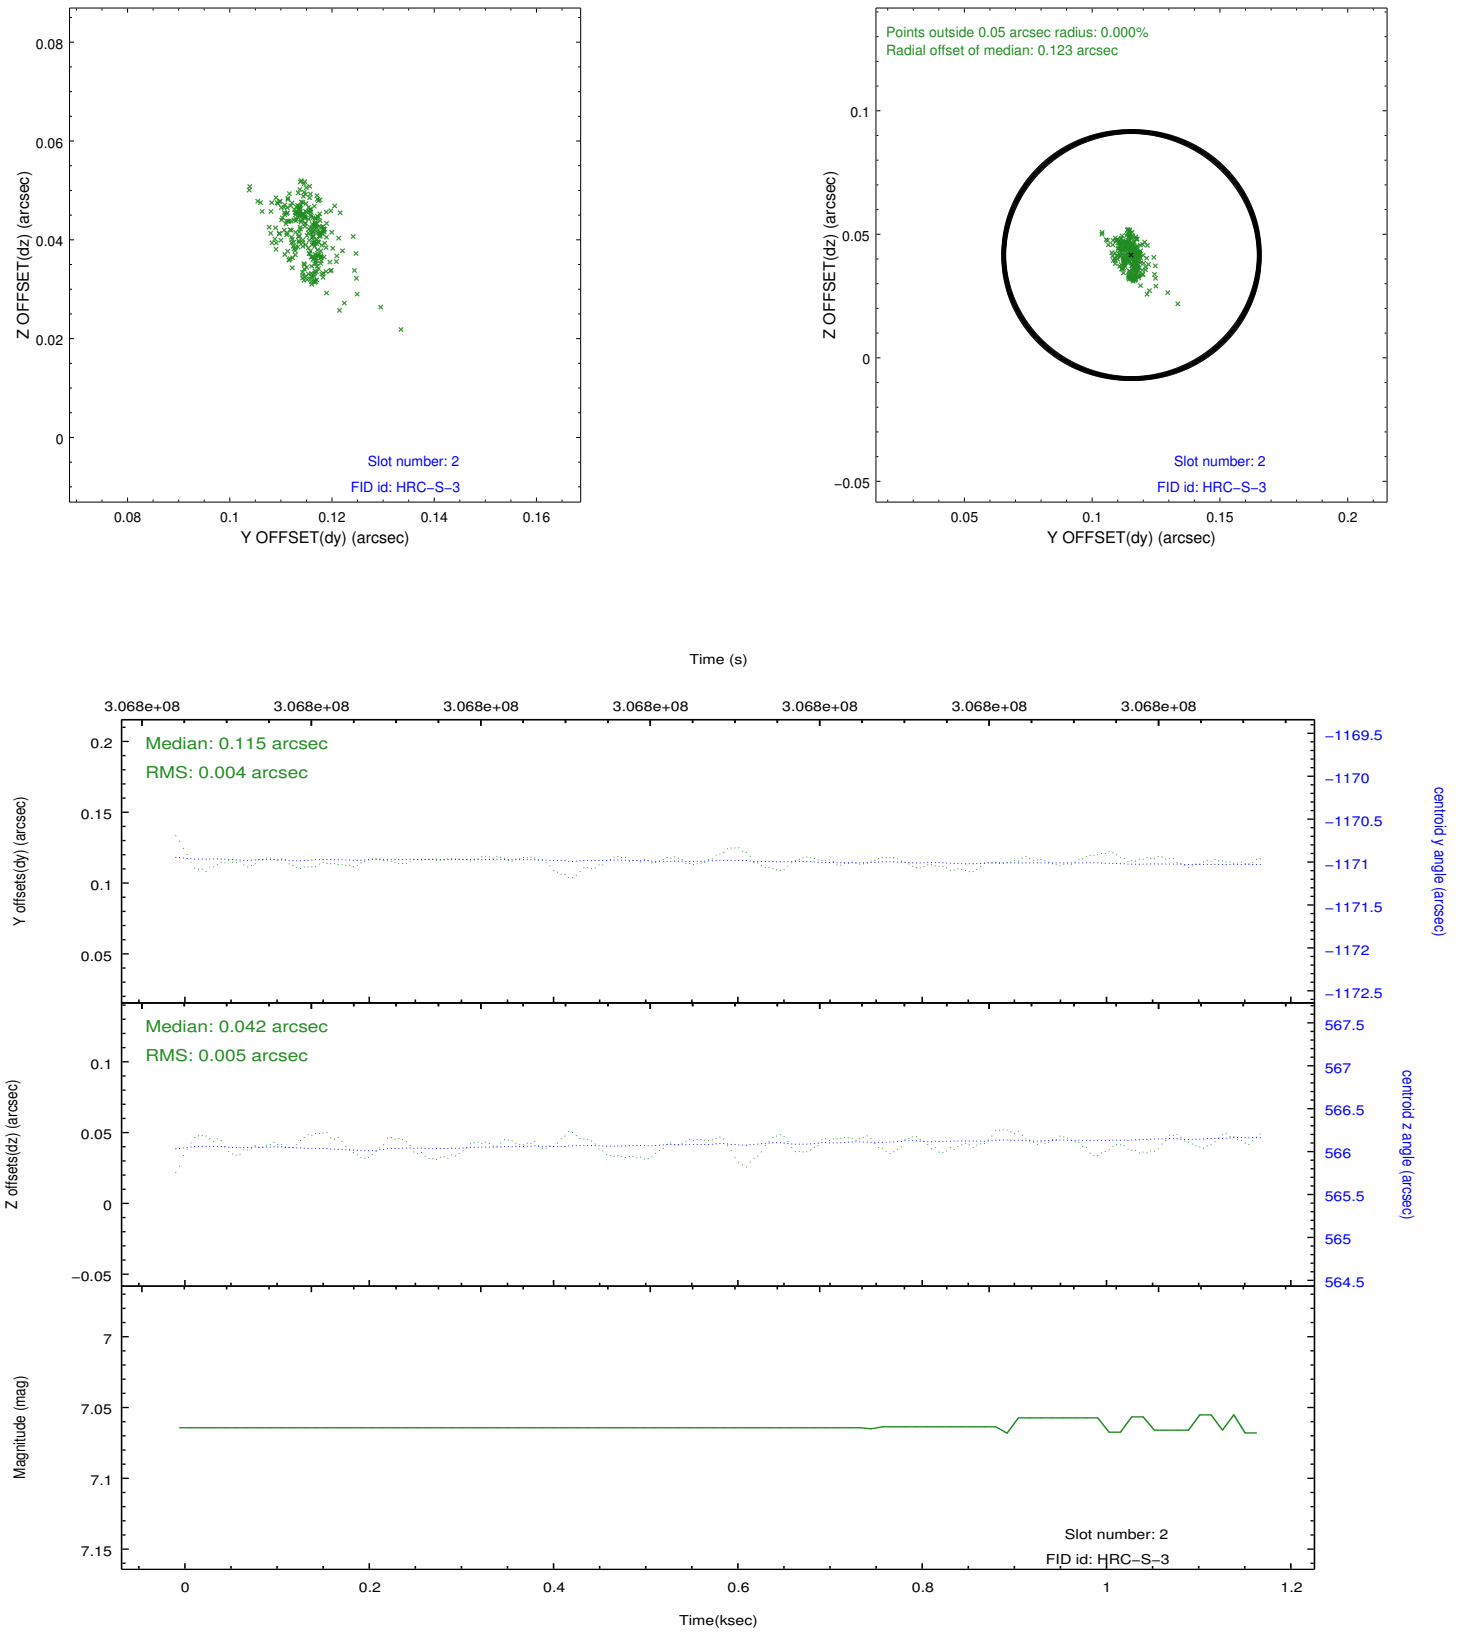 0.08
0.06
0.04
0.02
0
Z OFFSET(dz) (arcsec)
Slot number: 2
FID id: HRC−S−3
0.08 0.1 0.12 0.14 0.16
Y OFFSET(dy) (arcsec)
Points outside 0.05 arcsec radius: 0.000%
Radial offset of median: 0.123 arcsec
0.1
0.05
0
−0.05
Z OFFSET(dz) (arcsec)
Slot number: 2
FID id: HRC−S−3
0.05 0.1 0.15 0.2
Y OFFSET(dy) (arcsec)
Time (s)
3.068e+08 3.068e+08 3.068e+08 3.068e+08 3.068e+08 3.068e+08 3.068e+08
Median: 0.115 arcsec
RMS: 0.004 arcsec
0.2
0.15
0.1
0.05
Y offsets(dy) (arcsec)
−1169.5
−1170
−1170.5
−1171
−1171.5
−1172
−1172.5
centroid y angle (arcsec)
Median: 0.042 arcsec
RMS: 0.005 arcsec
0.1
0.05
0
−0.05
Z offsets(dz) (arcsec)
567.5
567
566.5
566
565.5
565
564.5
centroid z angle (arcsec)
7
7.05
7.1
7.15
Magnitude (mag)
Slot number: 2
FID id: HRC−S−3
0 0.2 0.4 0.6 0.8 1 1.2
Time(ksec)